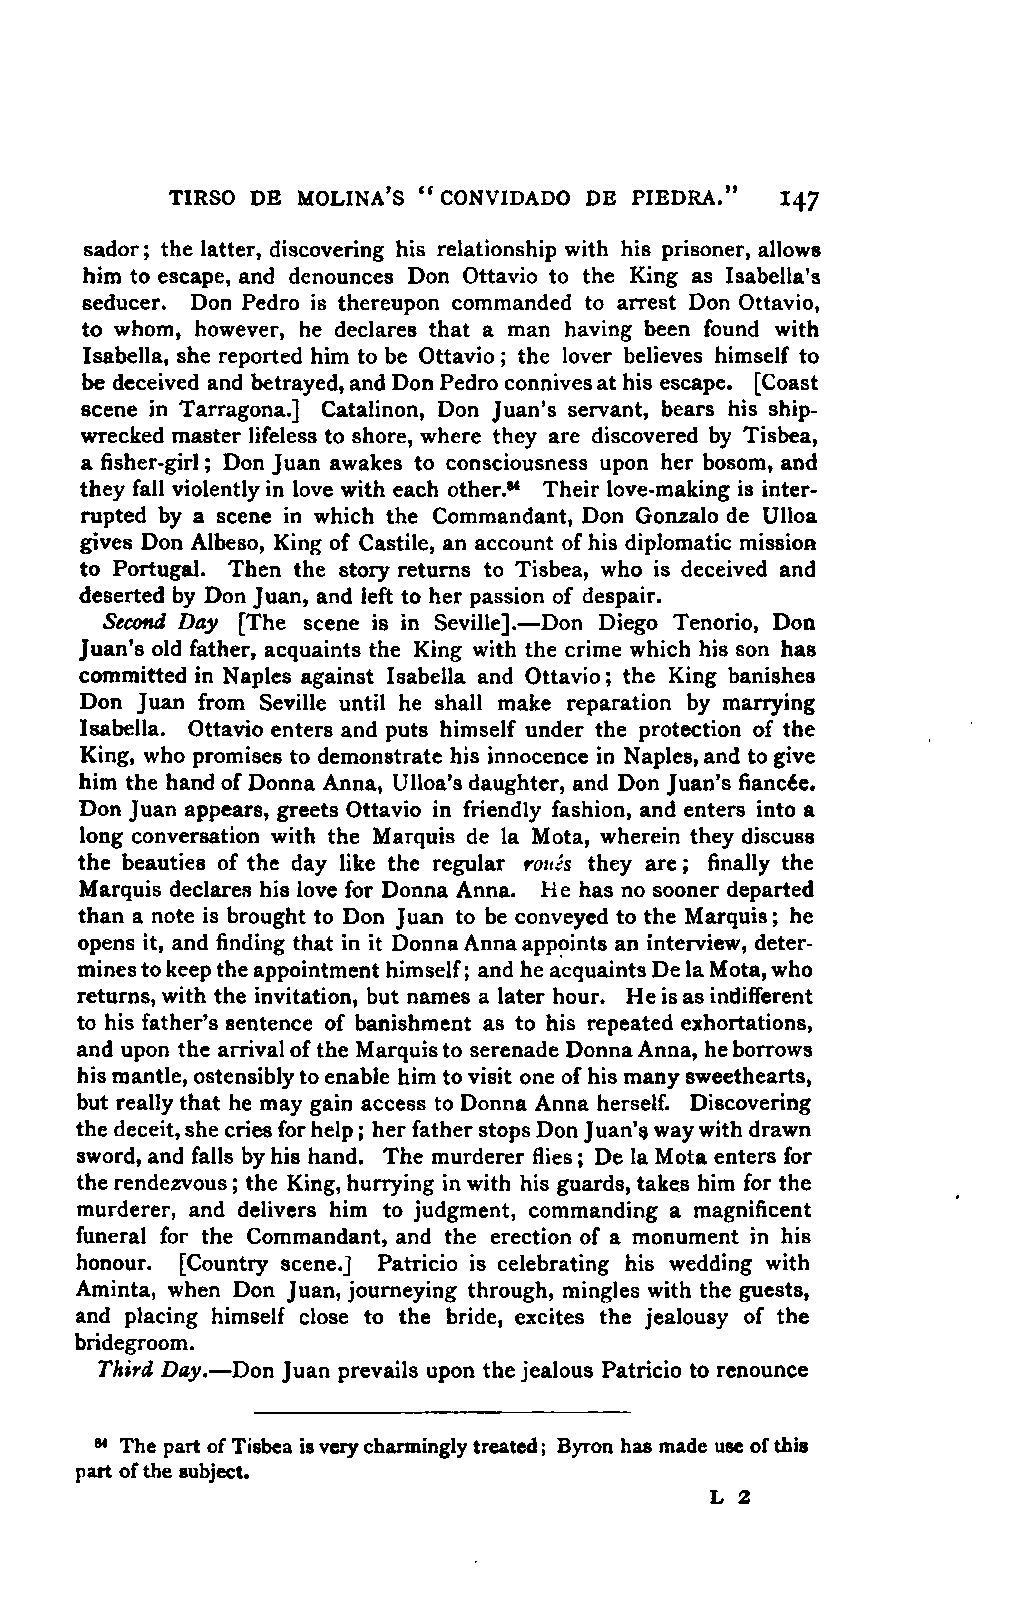 TIRSO DE MOLINA'S “CONVIDADO DE PIEDRA.” 147
sador; the latter, discovering his relationship with his prisoner, allows
him to escape, and denounces Don Ottavio to the King as Isabella's
seducer. Don Pedro is thereupon commanded to arrest Don Ottavio,
to whom, however, he declares that a man having been found with
Isabella, she reported him to be Ottavio; the lover believes himself to
be deceived and betrayed, and Don Pedro connives at his escape. [Coast
scene in Tarragona.] Catalinon, Don Juan's servant, bears his ship-
wrecked master lifeless to shore, where they are discovered by Tisbea,
a fisher-girl; Don Juan awakes to consciousness upon her bosom, and
they fall violently in love with each other.⁸⁴ Their love-making is inter-
rupted by a scene in which the Commandant, Don Gonzalo de Ulloa
gives Don Albeso, King of Castile, an account of his diplomatic mission
to Portugal. Then the story returns to Tisbea, who is deceived and
deserted by Don Juan, and left to her passion of despair.
Second Day [The scene is in Seville].—Don Diego Tenorio, Don
Juan's old father, acquaints the King with the crime which his son has
committed in Naples against Isabella and Ottavio; the King banishes
Don Juan from Seville until he shall make reparation by marrying
Isabella. Ottavio enters and puts himself under the protection of the
King, who promises to demonstrate his innocence in Naples, and to give
him the hand of Donna Anna, Ulloa's daughter, and Don Juan's fiancée.
Don Juan appears, greets Ottavio in friendly fashion, and enters into a
long conversation with the Marquis de la Mota, wherein they discuss
the beauties of the day like the regular roués they are; finally the
Marquis declares his love for Donna Anna. He has no sooner departed
than a note is brought to Don Juan to be conveyed to the Marquis; he
opens it, and finding that in it Donna Anna appoints an interview, deter-
mines to keep the appointment himself; and he acquaints De la Mota, who
returns, with the invitation, but names a later hour. He is as indifferent
to his father's sentence of banishment as to his repeated exhortations,
and upon the arrival of the Marquis to serenade Donna Anna, he borrows
his mantle, ostensibly to enable him to visit one of his many sweethearts,
but really that he may gain access to Donna Anna herself. Discovering
the deceit, she cries for help; her father stops Don Juan's way with drawn
sword, and falls by his hand. The murderer flies; De la Mota enters for
the rendezvous; the King, hurrying in with his guards, takes him for the
murderer, and delivers him to judgment, commanding a magnificent
funeral for the Commandant, and the erection of a monument in his
honour. [Country scene.] Patricio is celebrating his wedding with
Aminta, when Don Juan, journeying through, mingles with the guests,
and placing himself close to the bride, excites the jealousy of the
bridegroom.
Third Day.—Don Juan prevails upon the jealous Patricio to renounce
⁸⁴ The part of Tisbea is very charmingly treated; Byron has made use of this
part of the subject.
L 2